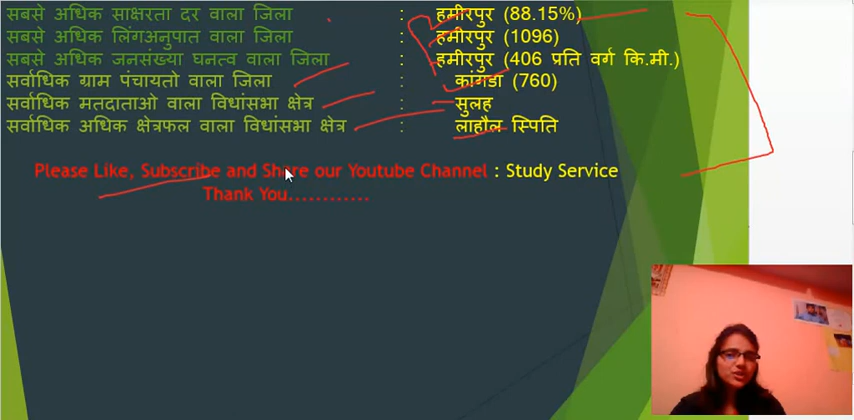 सबसे अधिक साक्षरता दर वाला जिला : हमीरपुर (88.15%)
सबसे अधिक लिंगअनुपात वाला जिला : हमीरपुर (1096)
सबसे अधिक जनसंख्या घनत्व वाला जिला : हमीरपुर (406 प्रति वर्ग कि.मी.)
सर्वाधिक ग्राम पंचायतो वाला जिला : कांगडा (760)
सर्वाधिक मतदाताओ वाला विधांसभा क्षेत्र : सुलह
सर्वाधिक अधिक क्षेत्रफल वाला विधांसभा क्षेत्र : लाहौल स्पिति
Please Like, Subscribe and Share our Youtube Channel : Study Service
Thank You............